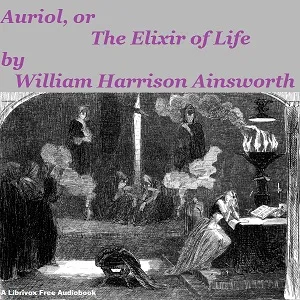 Auriol, or
The Elixir of Life
by
William Harrison Ainsworth
A Librivox Free Audiobook